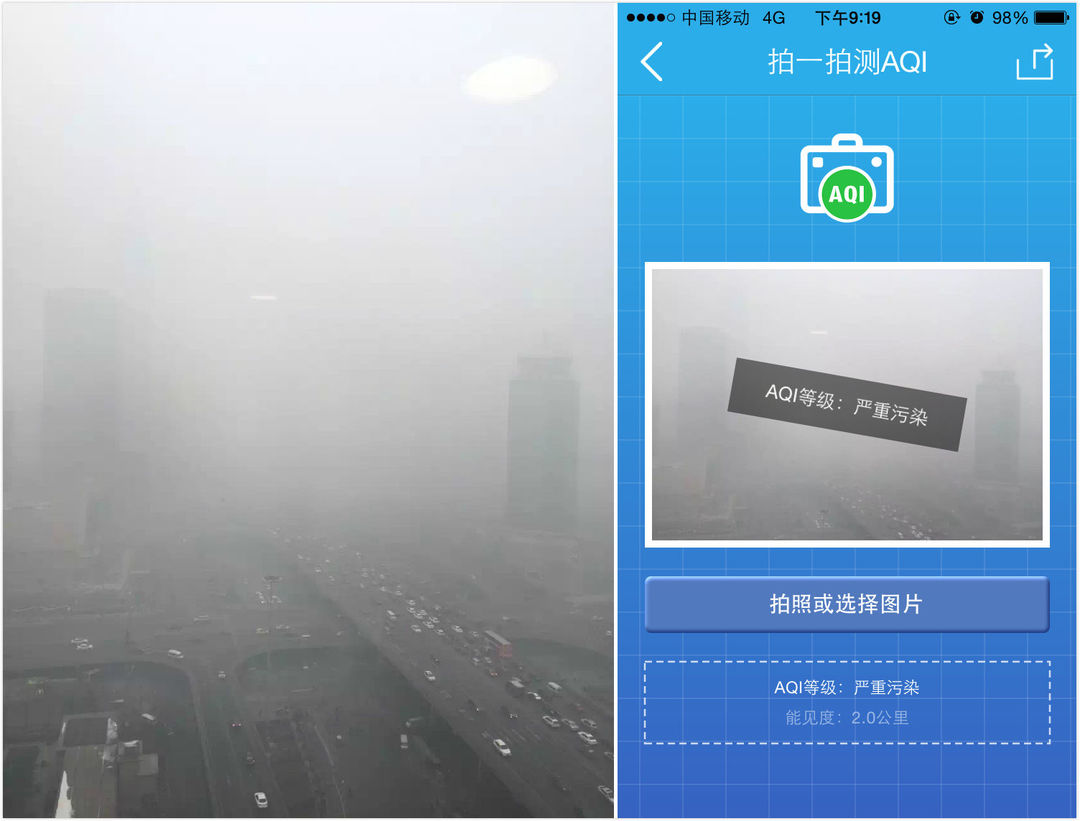 中国移动 4G 下午9:19 98%
拍一拍测AQI
AQI
AQI等级：严重污染
拍照或选择图片
AQI等级：严重污染
能见度：2.0公里